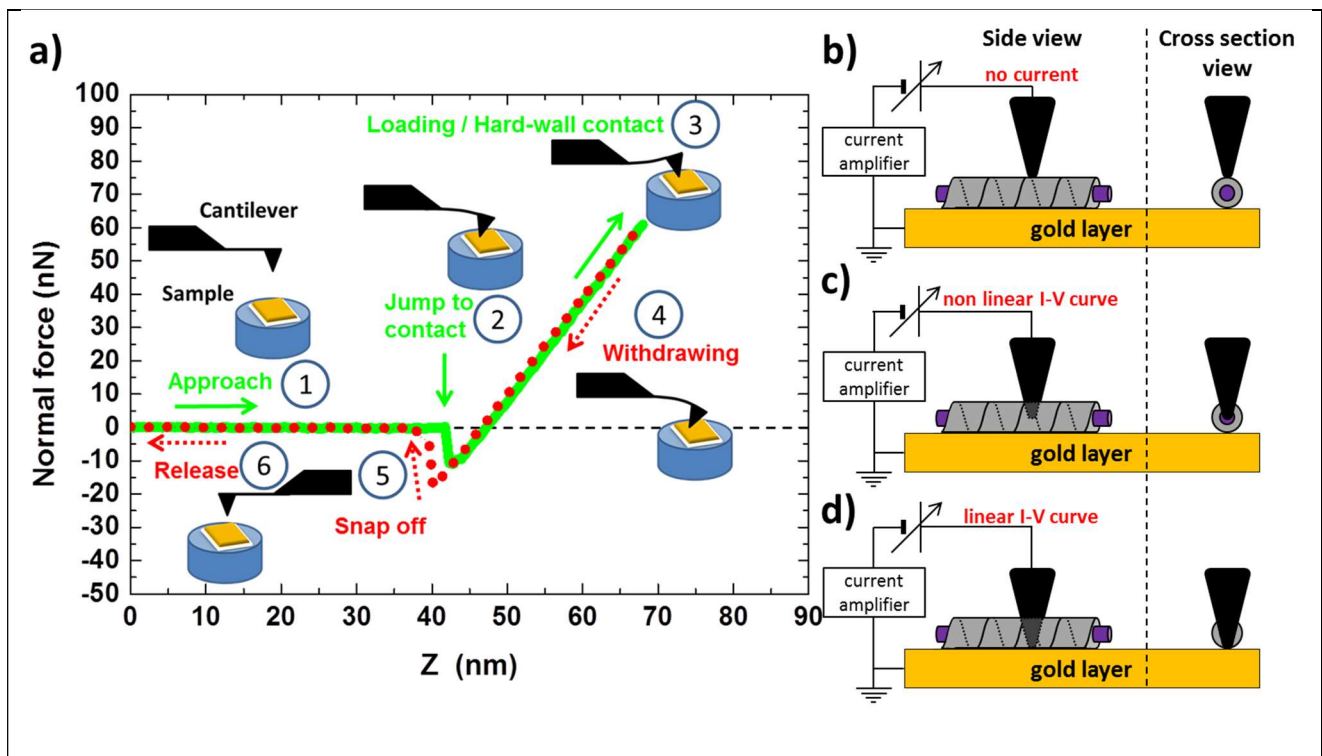 a)
100
90
80
70
60
50
40
30
20
10
0
-10
-20
-30
-40
-50
Normal force (nN)
0 10 20 30 40 50 60 70 80 90
Z (nm)
Loading / Hard-wall contact
3
Cantilever
Sample
Approach
1
Jump to
contact
2
4
Withdrawing
Release
6
5
Snap off
b)
Side view
Cross section
view
no current
current
amplifier
gold layer
c)
non linear I-V curve
current
amplifier
gold layer
d)
linear I-V curve
current
amplifier
gold layer